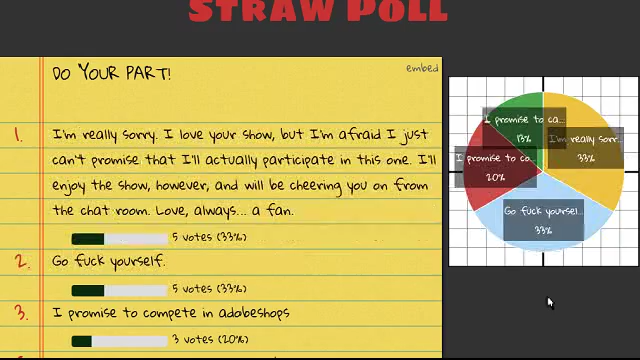 STRAW POLL
DO YOUR PART!
embed
1. I'm really sorry. I love your show, but I'm afraid I just
can't promise that I'll actually participate in this one. I'll
enjoy the show, however, and will be cheering you on from
the chat room. Love, always... a fan.
5 votes (33%)
2. Go fuck yourself.
5 votes (33%)
3. I promise to compete in adobeshops
3 votes (20%)
I promise to ca...
13%
I'm really sorr...
33%
I promise to co...
20%
Go fuck yoursel...
33%